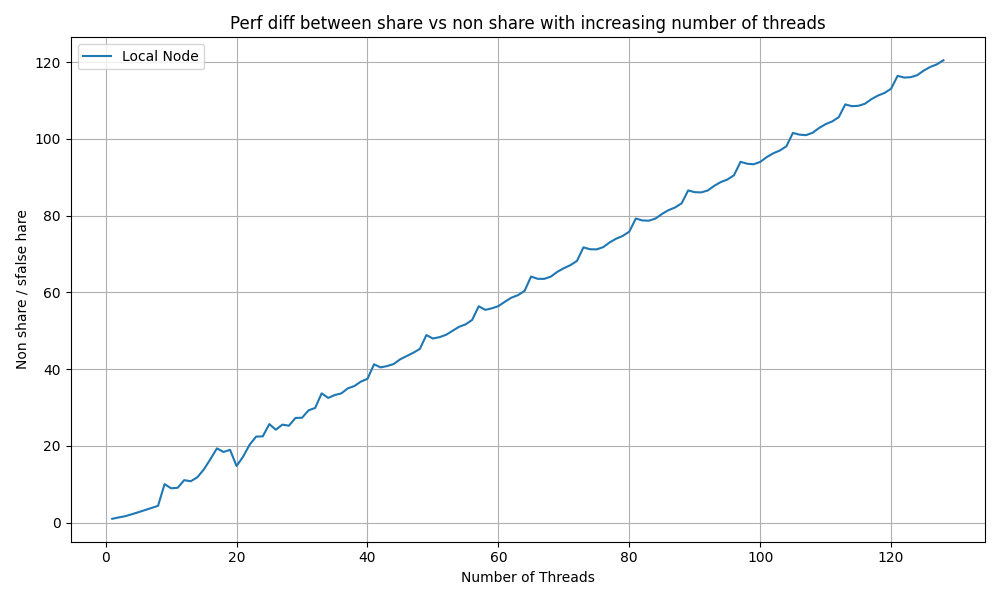 Perf diff between share vs non share with increasing number of threads
Local Node
120
100
80
60
40
20
0
Non share / sfalse hare
0 20 40 60 80 100 120
Number of Threads